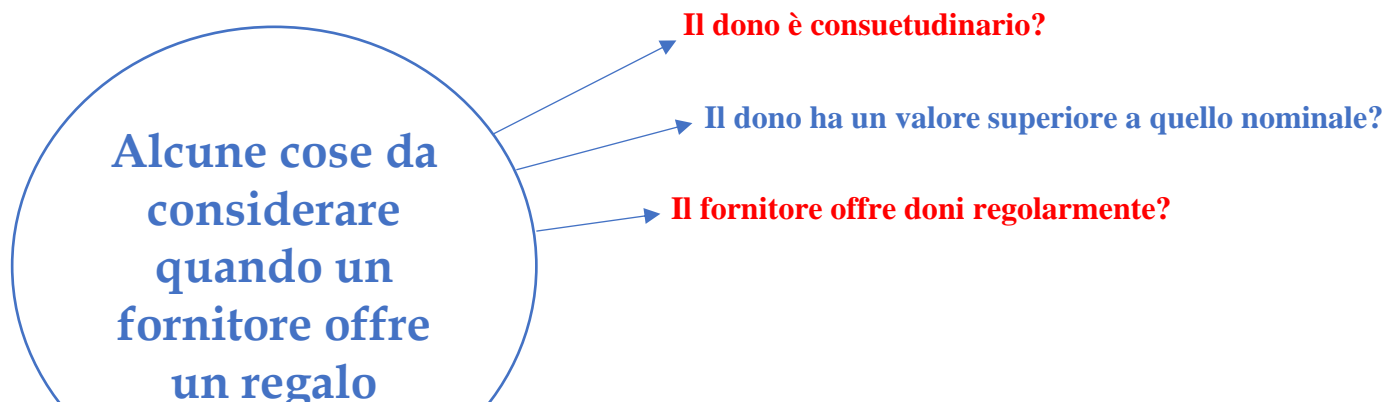 Il dono è consuetudinario?
Il dono ha un valore superiore a quello nominale?
Il fornitore offre doni regolarmente?
Alcune cose da
considerare
quando un
fornitore offre
un regalo